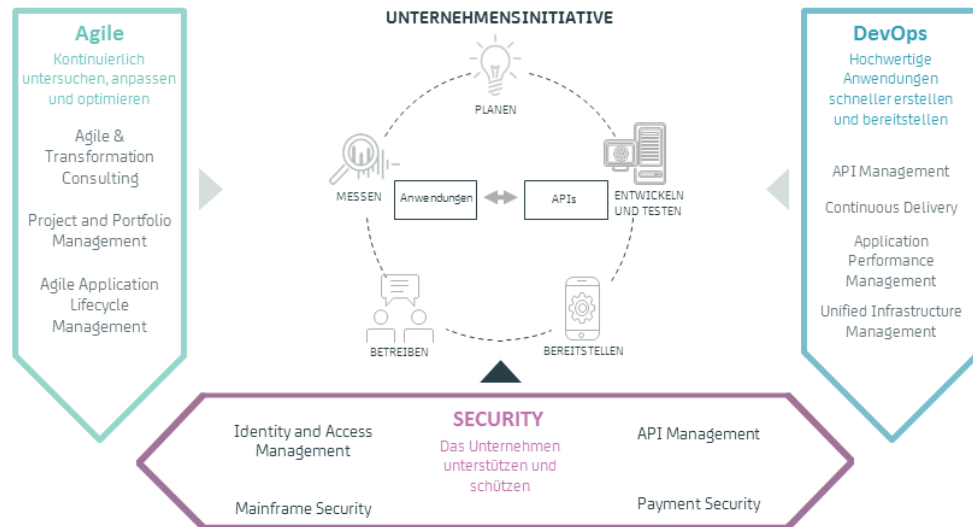 UNTERNEHMENSINITIATIVE
Agile
Kontinuierlich
untersuchen, anpassen
und optimieren
Agile &
Transformation
Consulting
Project and Portfolio
Management
Agile Application
Lifecycle
Management
PLANEN
MESSEN
Anwendungen
APIs
ENTWICKELN
UND TESTEN
BETREIBEN
BEREITSTELLEN
DevOps
Hochwertige
Anwendungen
schneller erstellen
und bereitstellen
API Management
Continuous Delivery
Application
Performance
Management
Unified Infrastructure
Management
SECURITY
Das Unternehmen
unterstützen und
schützen
Identity and Access
Management
Mainframe Security
API Management
Payment Security